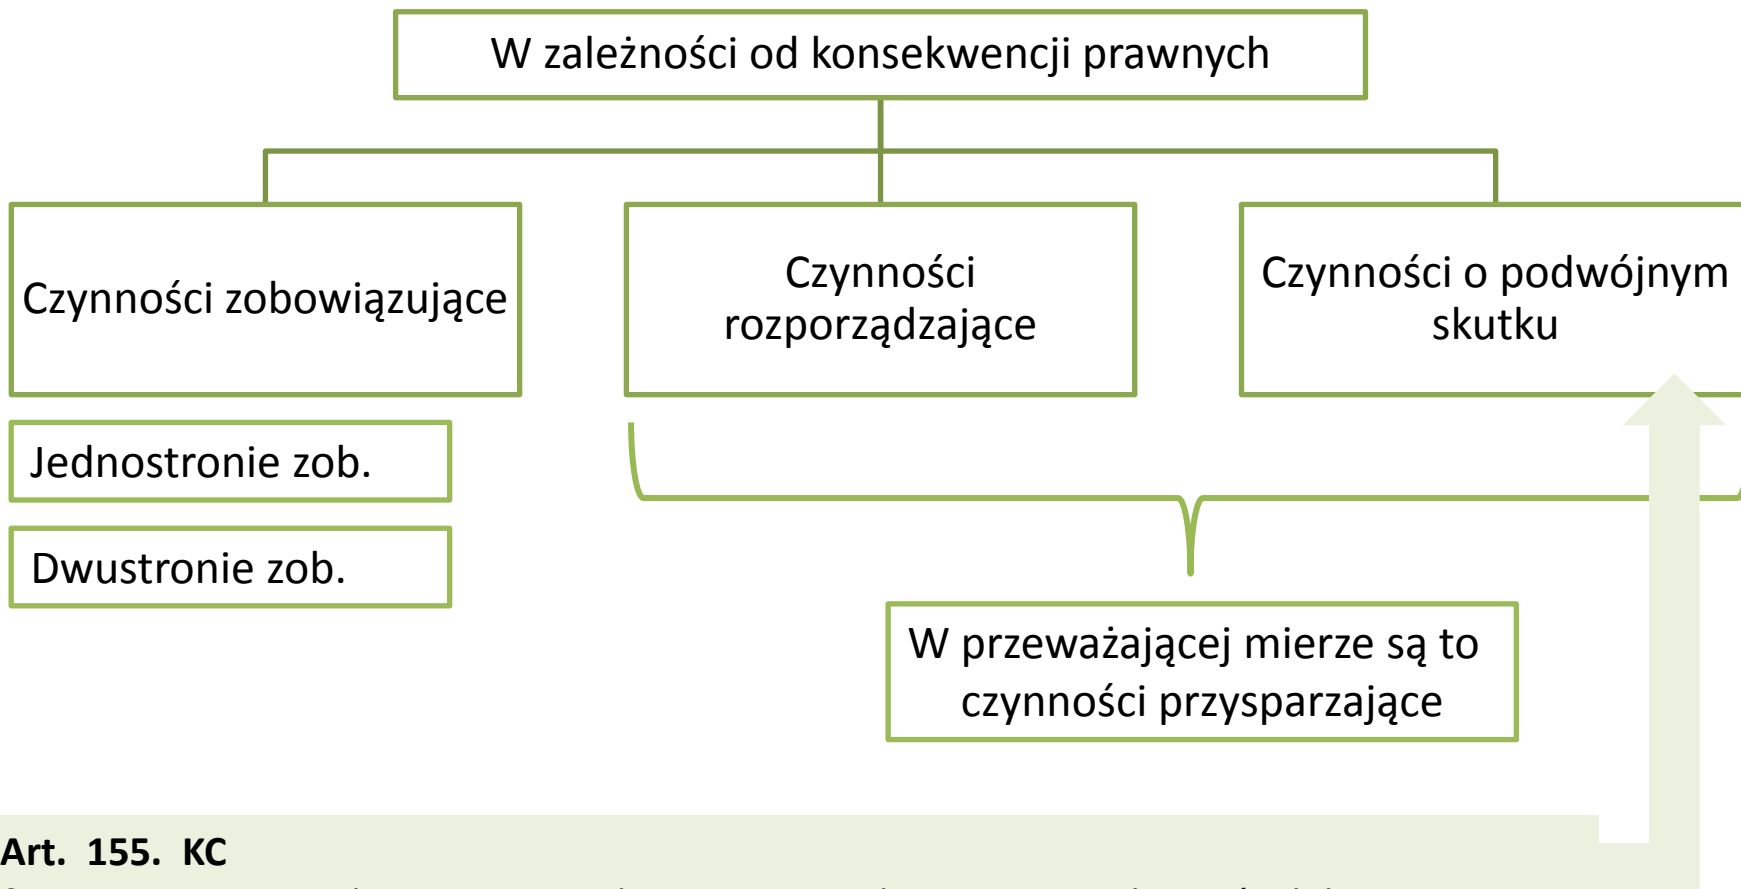 W zależności od konsekwencji prawnych
Czynności zobowiązujące
Czynności
rozporządzające
Czynności o podwójnym
skutku
Jednostronie zob.
Dwustronie zob.
W przeważającej mierze są to
czynności przysparzające
Art. 155. KC